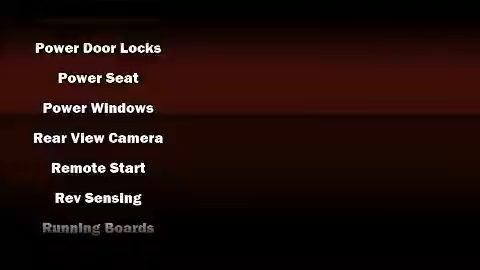 Power Door Locks
Power Seat
Power Windows
Rear View Camera
Remote Start
Rev Sensing
Running Boards